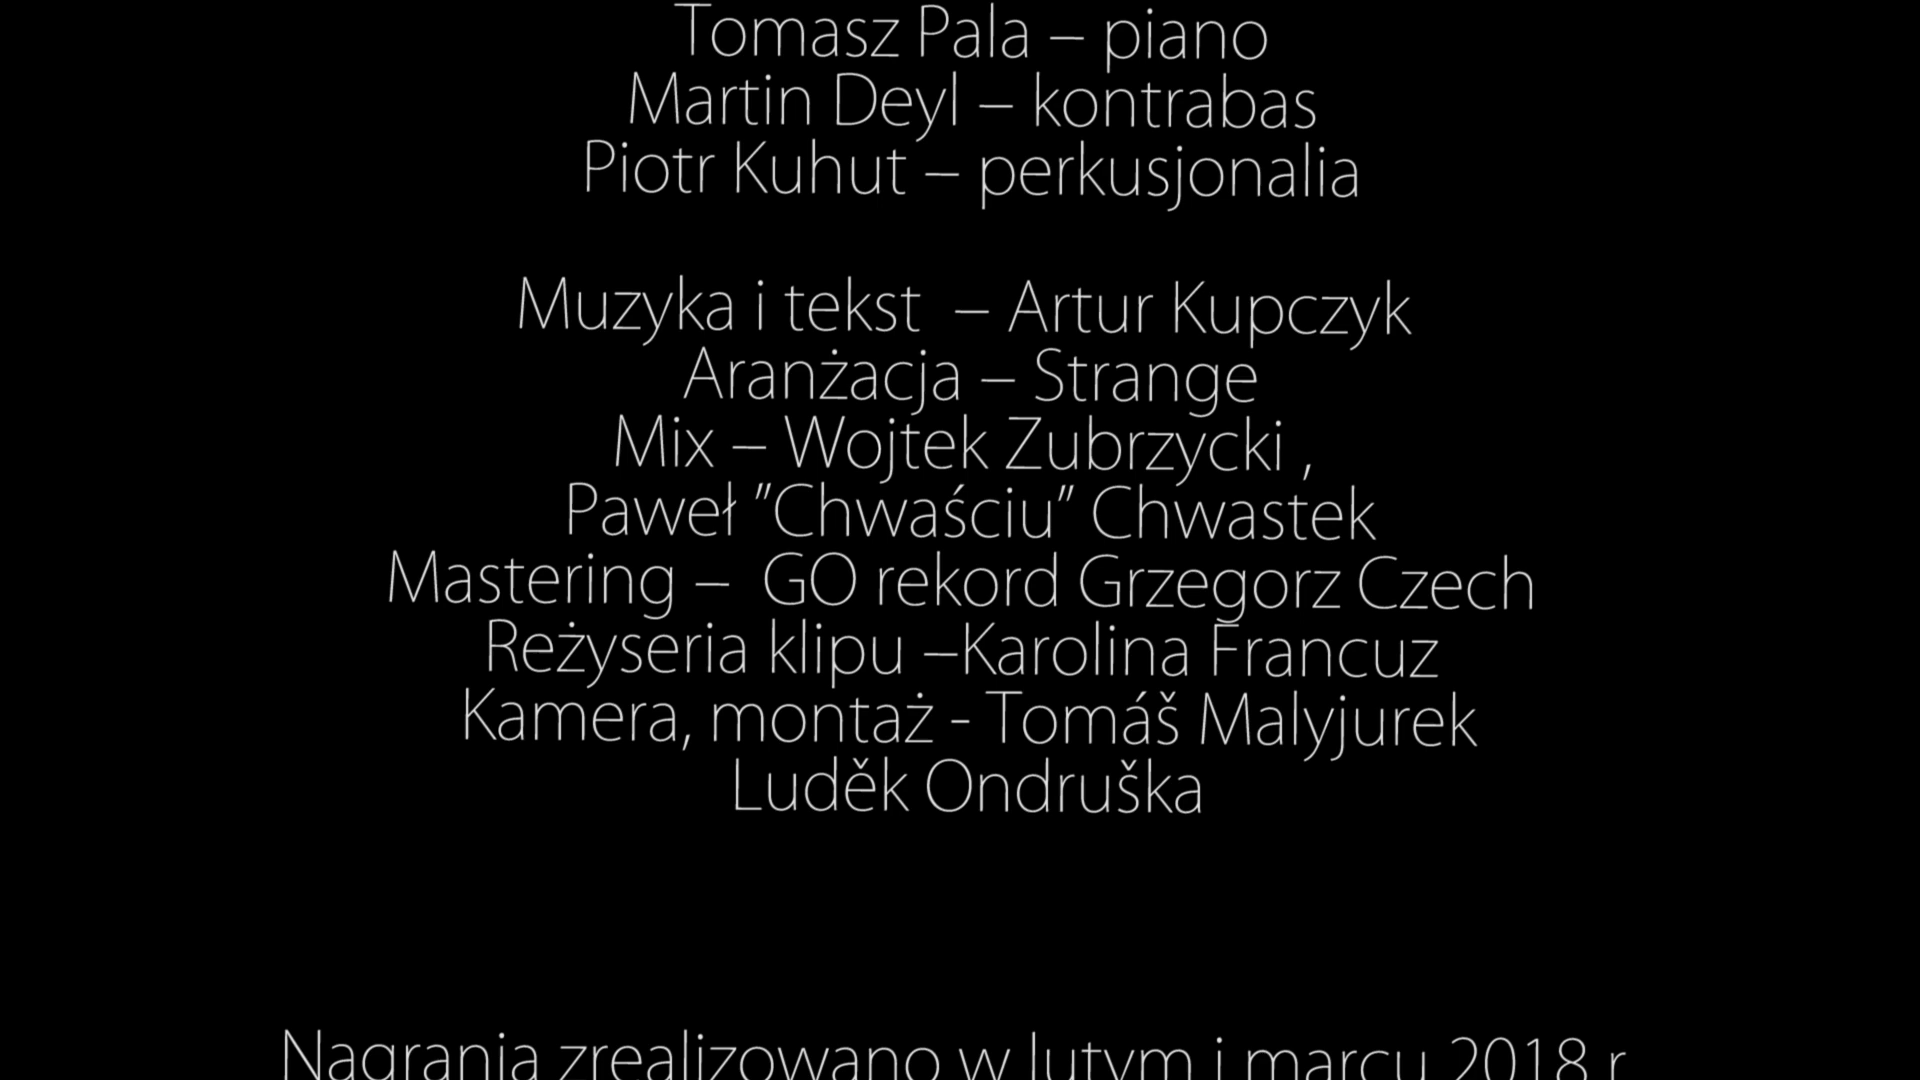 Tomasz Pala – piano
Martin Deyl – kontrabas
Piotr Kuhut – perkusjonalia
Muzyka i tekst – Artur Kupczyk
Aranżacja – Strange
Mix – Wojtek Zubrzycki ,
Paweł "Chwaściu" Chwastek
Mastering – GO rekord Grzegorz Czech
Reżyseria klipu –Karolina Francuz
Kamera, montaż - Tomáš Malyjurek
Luděk Ondruška
Nagrania zrealizowano w lutym i marcu 2018 r